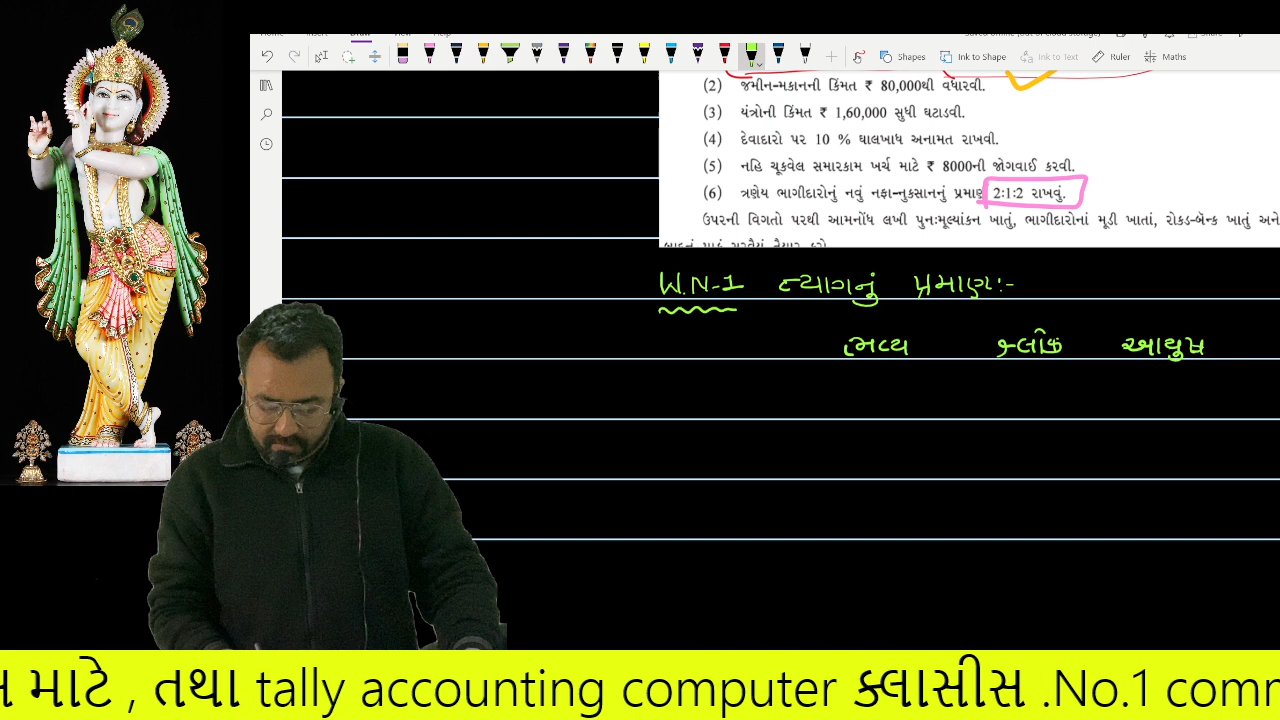 Shapes Ink to Shape Ink to Text Ruler Maths
(2) જમીન-મકાનની કિંમત ₹ 80,000થી વધારવી.
(3) યંત્રોની કિંમત ₹ 1,60,000 સુધી ઘટાડવી.
(4) દેવાદારો પર 10 % ઘાલખાધ અનામત રાખવી.
(5) નહિ ચૂકવેલ સમારકામ ખર્ચ માટે ₹ 8000ની જોગવાઈ કરવી.
(6) ત્રણેય ભાગીદારોનું નવું નફા-નુકસાનનું પ્રમાણ 2:1:2 રાખવું.
ઉપરની વિગતો પરથી આમનોંધ લખી પુનઃમૂલ્યાંકન ખાતું, ભાગીદારોનાં મૂડી ખાતાં, રોકડ-બૅન્ક ખાતું અને
W.N-1 ત્યાગનું પ્રમાણ:-
ભવ્ય શ્લોક આયુષ
માટે , તથા tally accounting computer ક્લાસીસ .No.1 comm